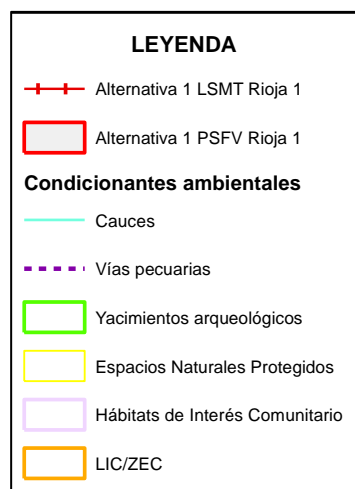 LEYENDA
Alternativa 1 LSMT Rioja 1
Alternativa 1 PSFV Rioja 1
Condicionantes ambientales
Cauces
Vías pecuarias
Yacimientos arqueológicos
Espacios Naturales Protegidos
Hábitats de Interés Comunitario
LIC/ZEC